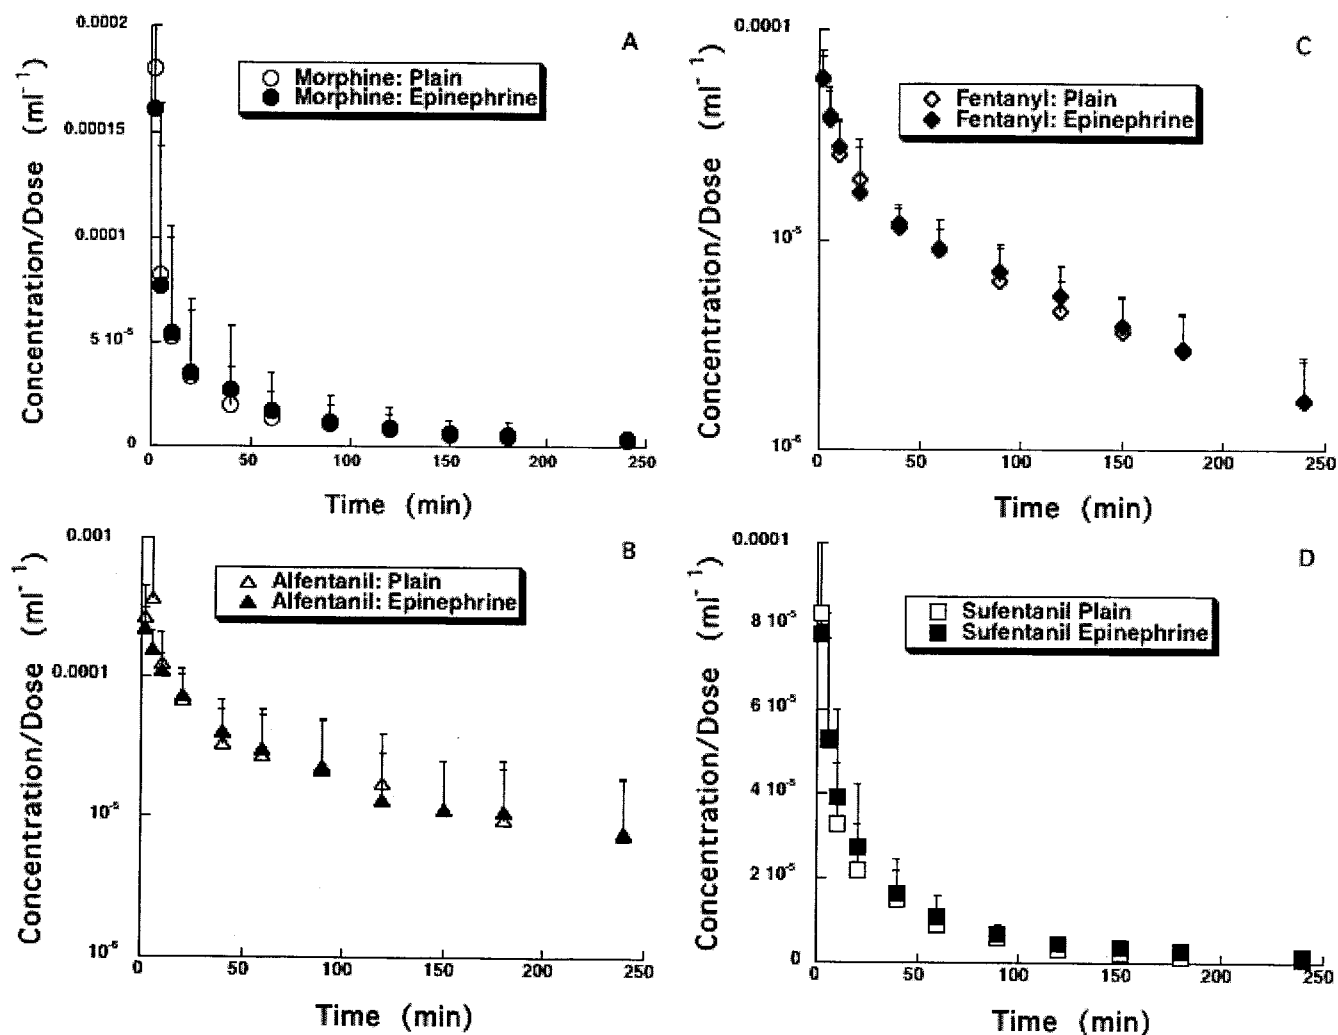 A
Concentration/Dose (ml⁻¹)
0.0002
0.00015
0.0001
5 10⁻⁵
0
Morphine: Plain
Morphine: Epinephrine
0 50 100 150 200 250
Time (min)
C
Concentration/Dose (ml⁻¹)
0.0001
10⁻⁵
10⁻⁶
Fentanyl: Plain
Fentanyl: Epinephrine
0 50 100 150 200 250
Time (min)
B
Concentration/Dose (ml⁻¹)
0.001
0.0001
10⁻⁵
10⁻⁶
Alfentanil: Plain
Alfentanil: Epinephrine
0 50 100 150 200 250
Time (min)
D
Concentration/Dose (ml⁻¹)
0.0001
8 10⁻⁵
6 10⁻⁵
4 10⁻⁵
2 10⁻⁵
0
Sufentanil Plain
Sufentanil Epinephrine
0 50 100 150 200 250
Time (min)